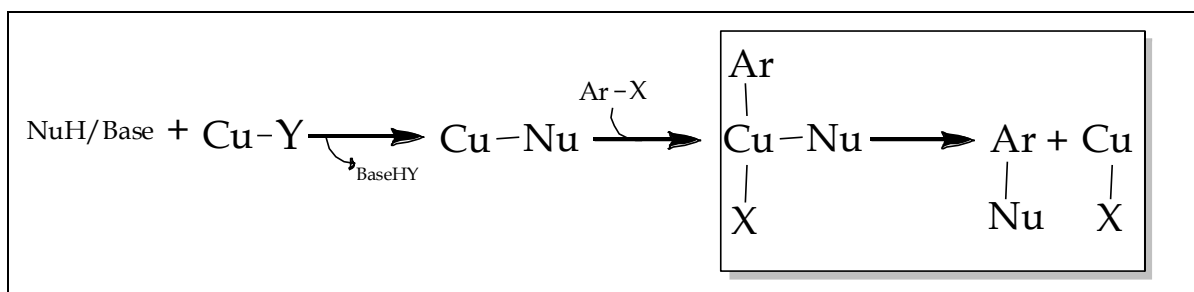 NuH/Base + Cu-Y
BaseHY
Cu-Nu
Ar-X
Ar
Cu-Nu
X
Ar + Cu
Nu X